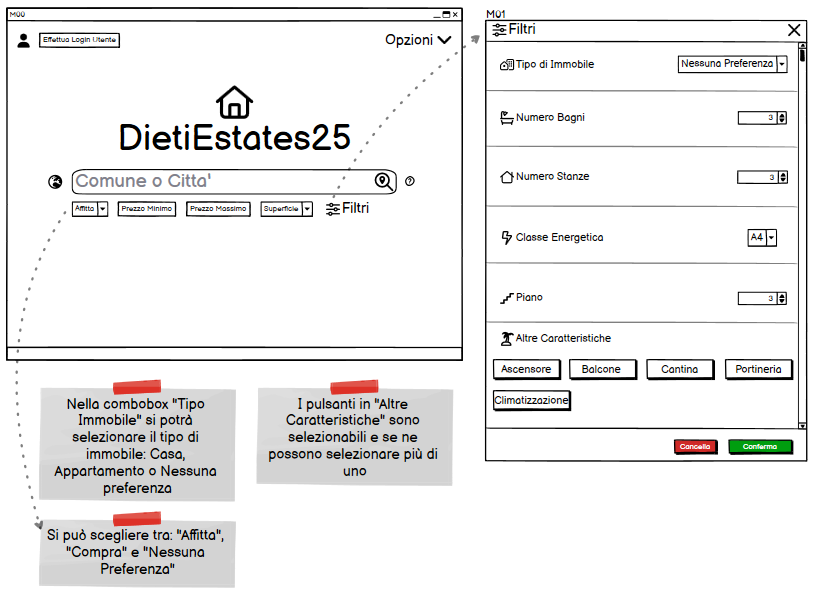 M00
Effettua Login Utente
Opzioni
DietiEstates25
Comune o Citta'
Affitta
Prezzo Minimo
Prezzo Massimo
Superficie
Filtri
M01
Filtri
Tipo di Immobile
Nessuna Preferenza
Numero Bagni
3
Numero Stanze
3
Classe Energetica
A4
Piano
3
Altre Caratteristiche
Ascensore
Balcone
Cantina
Portineria
Climatizzazione
Cancella
Conferma
Nella combobox "Tipo
Immobile" si potrà
selezionare il tipo di
immobile: Casa,
Appartamento o Nessuna
preferenza
I pulsanti in "Altre
Caratteristiche" sono
selezionabili e se ne
possono selezionare più di
uno
Si può scegliere tra: "Affitta",
"Compra" e "Nessuna
Preferenza"